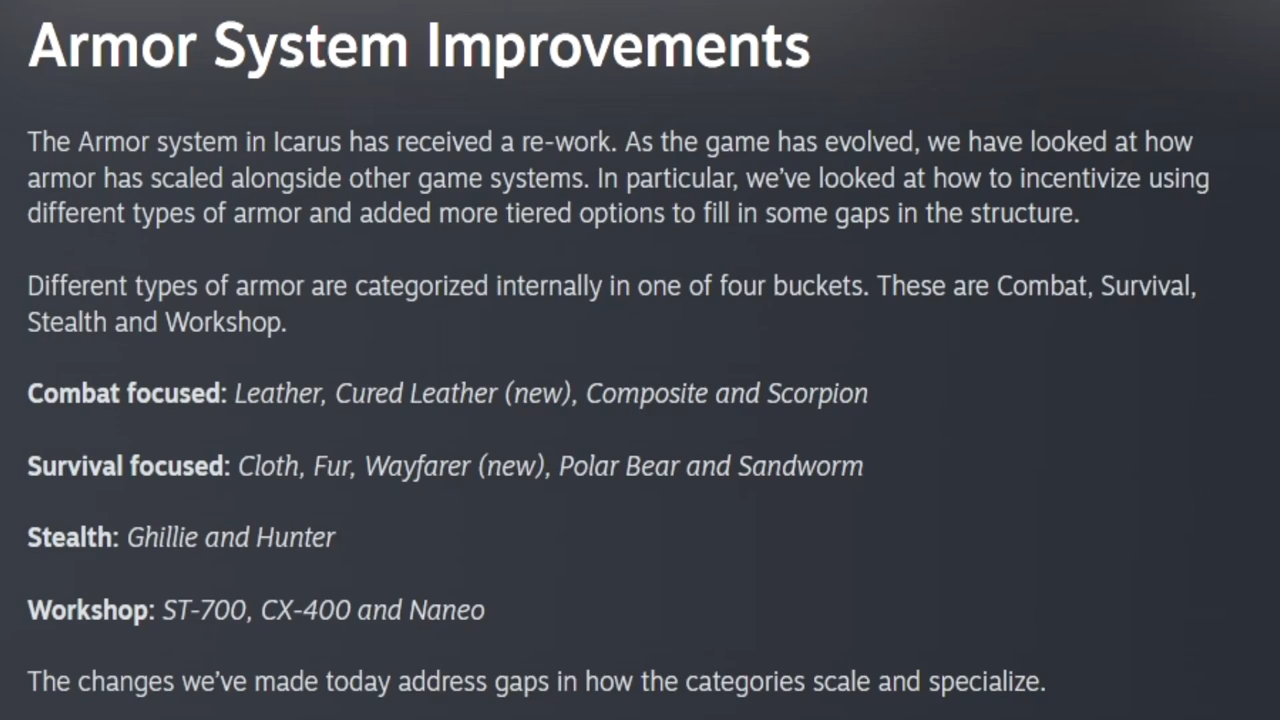 Armor System Improvements
The Armor system in Icarus has received a re-work. As the game has evolved, we have looked at how
armor has scaled alongside other game systems. In particular, we've looked at how to incentivize using
different types of armor and added more tiered options to fill in some gaps in the structure.
Different types of armor are categorized internally in one of four buckets. These are Combat, Survival,
Stealth and Workshop.
Combat focused: Leather, Cured Leather (new), Composite and Scorpion
Survival focused: Cloth, Fur, Wayfarer (new), Polar Bear and Sandworm
Stealth: Ghillie and Hunter
Workshop: ST-700, CX-400 and Naneo
The changes we've made today address gaps in how the categories scale and specialize.